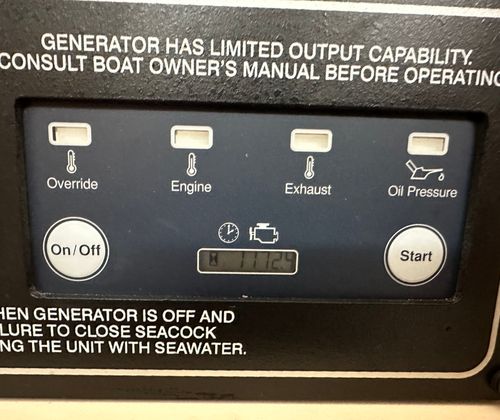 GENERATOR HAS LIMITED OUTPUT CAPABILITY.
CONSULT BOAT OWNER'S MANUAL BEFORE OPERATING
Override
Engine
Exhaust
Oil Pressure
On/Off
1112.9
Start
HEN GENERATOR IS OFF AND
LURE TO CLOSE SEACOCK
NG THE UNIT WITH SEAWATER.